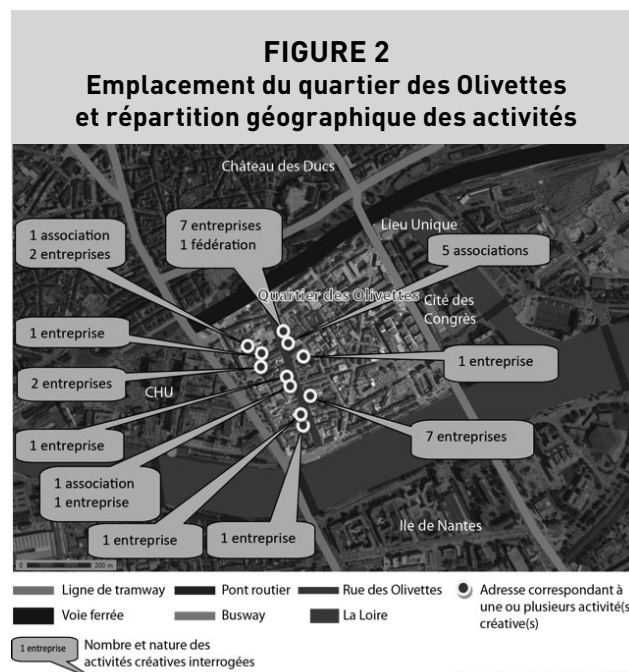 FIGURE 2
Emplacement du quartier des Olivettes
et répartition géographique des activités
Château des Ducs
1 association
2 entreprises
7 entreprises
1 fédération
Lieu Unique
5 associations
Quartier des Olivettes
Cité des
Congrès
1 entreprise
1 entreprise
2 entreprises
CHU
1 entreprise
7 entreprises
1 association
1 entreprise
1 entreprise
1 entreprise
Ile de Nantes
0 200 m
Ligne de tramway
Pont routier
Rue des Olivettes
Adresse correspondant à
une ou plusieurs activité(s)
créative(s)
Voie ferrée
Busway
La Loire
1 entreprise
Nombre et nature des
activités créatives interrogées